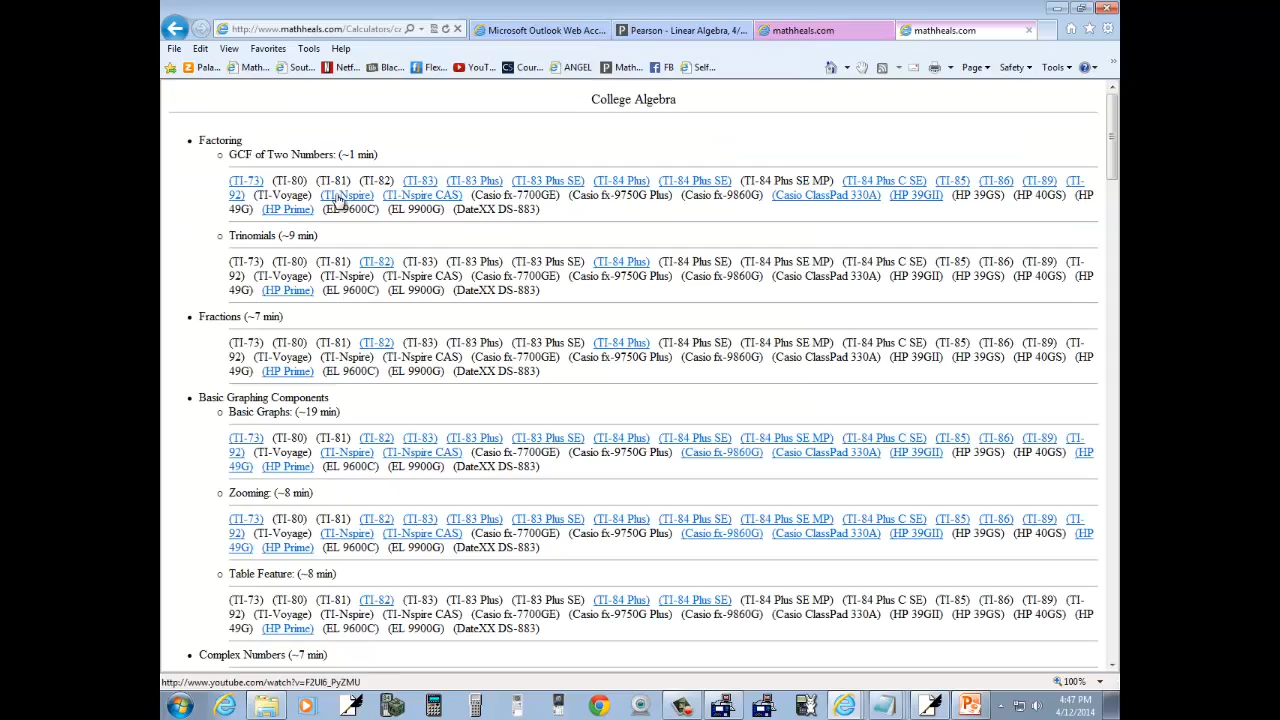 http://www.mathheals.com/Calculators/cz
Microsoft Outlook Web Acc...
Pearson - Linear Algebra, 4/...
mathheals.com
mathheals.com
File Edit View Favorites Tools Help
Pala... Math... Sout... Netf... Blac... Flex... YouT... Cour... ANGEL Math... FB Self...
Page Safety Tools
College Algebra
Factoring
GCF of Two Numbers: (~1 min)
(TI-73) (TI-80) (TI-81) (TI-82) (TI-83) (TI-83 Plus) (TI-83 Plus SE) (TI-84 Plus) (TI-84 Plus SE) (TI-84 Plus SE MP) (TI-84 Plus C SE) (TI-85) (TI-86) (TI-89) (TI-
92) (TI-Voyage) (TI-Nspire) (TI-Nspire CAS) (Casio fx-7700GE) (Casio fx-9750G Plus) (Casio fx-9860G) (Casio ClassPad 330A) (HP 39GII) (HP 39GS) (HP 40GS) (HP
49G) (HP Prime) (EL 9600C) (EL 9900G) (DateXX DS-883)
Trinomials (~9 min)
(TI-73) (TI-80) (TI-81) (TI-82) (TI-83) (TI-83 Plus) (TI-83 Plus SE) (TI-84 Plus) (TI-84 Plus SE) (TI-84 Plus SE MP) (TI-84 Plus C SE) (TI-85) (TI-86) (TI-89) (TI-
92) (TI-Voyage) (TI-Nspire) (TI-Nspire CAS) (Casio fx-7700GE) (Casio fx-9750G Plus) (Casio fx-9860G) (Casio ClassPad 330A) (HP 39GII) (HP 39GS) (HP 40GS) (HP
49G) (HP Prime) (EL 9600C) (EL 9900G) (DateXX DS-883)
Fractions (~7 min)
(TI-73) (TI-80) (TI-81) (TI-82) (TI-83) (TI-83 Plus) (TI-83 Plus SE) (TI-84 Plus) (TI-84 Plus SE) (TI-84 Plus SE MP) (TI-84 Plus C SE) (TI-85) (TI-86) (TI-89) (TI-
92) (TI-Voyage) (TI-Nspire) (TI-Nspire CAS) (Casio fx-7700GE) (Casio fx-9750G Plus) (Casio fx-9860G) (Casio ClassPad 330A) (HP 39GII) (HP 39GS) (HP 40GS) (HP
49G) (HP Prime) (EL 9600C) (EL 9900G) (DateXX DS-883)
Basic Graphing Components
Basic Graphs: (~19 min)
(TI-73) (TI-80) (TI-81) (TI-82) (TI-83) (TI-83 Plus) (TI-83 Plus SE) (TI-84 Plus) (TI-84 Plus SE) (TI-84 Plus SE MP) (TI-84 Plus C SE) (TI-85) (TI-86) (TI-89) (TI-
92) (TI-Voyage) (TI-Nspire) (TI-Nspire CAS) (Casio fx-7700GE) (Casio fx-9750G Plus) (Casio fx-9860G) (Casio ClassPad 330A) (HP 39GII) (HP 39GS) (HP 40GS) (HP
49G) (HP Prime) (EL 9600C) (EL 9900G) (DateXX DS-883)
Zooming: (~8 min)
(TI-73) (TI-80) (TI-81) (TI-82) (TI-83) (TI-83 Plus) (TI-83 Plus SE) (TI-84 Plus) (TI-84 Plus SE) (TI-84 Plus SE MP) (TI-84 Plus C SE) (TI-85) (TI-86) (TI-89) (TI-
92) (TI-Voyage) (TI-Nspire) (TI-Nspire CAS) (Casio fx-7700GE) (Casio fx-9750G Plus) (Casio fx-9860G) (Casio ClassPad 330A) (HP 39GII) (HP 39GS) (HP 40GS) (HP
49G) (HP Prime) (EL 9600C) (EL 9900G) (DateXX DS-883)
Table Feature: (~8 min)
(TI-73) (TI-80) (TI-81) (TI-82) (TI-83) (TI-83 Plus) (TI-83 Plus SE) (TI-84 Plus) (TI-84 Plus SE) (TI-84 Plus SE MP) (TI-84 Plus C SE) (TI-85) (TI-86) (TI-89) (TI-
92) (TI-Voyage) (TI-Nspire) (TI-Nspire CAS) (Casio fx-7700GE) (Casio fx-9750G Plus) (Casio fx-9860G) (Casio ClassPad 330A) (HP 39GII) (HP 39GS) (HP 40GS) (HP
49G) (HP Prime) (EL 9600C) (EL 9900G) (DateXX DS-883)
Complex Numbers (~7 min)
http://www.youtube.com/watch?v=F2Ul6_PyZMU
100%
4:47 PM
4/12/2014